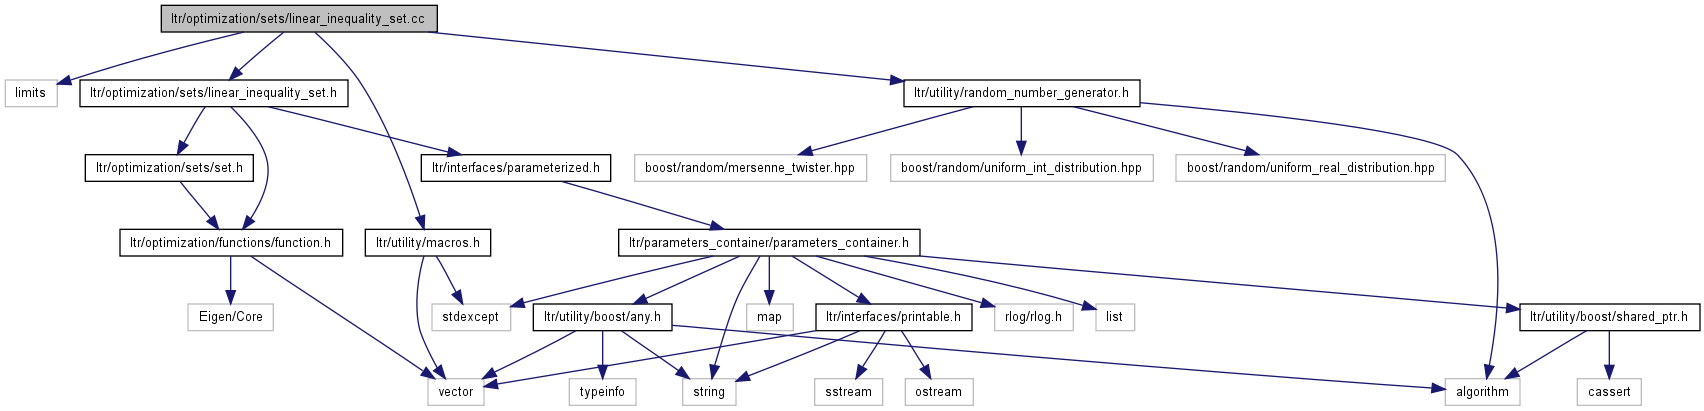 ltr/optimization/sets/linear_inequality_set.cc
limits
ltr/optimization/sets/linear_inequality_set.h
ltr/utility/random_number_generator.h
ltr/optimization/sets/set.h
ltr/interfaces/parameterized.h
boost/random/mersenne_twister.hpp
boost/random/uniform_int_distribution.hpp
boost/random/uniform_real_distribution.hpp
ltr/optimization/functions/function.h
ltr/utility/macros.h
ltr/parameters_container/parameters_container.h
Eigen/Core
stdexcept
ltr/utility/boost/any.h
map
ltr/interfaces/printable.h
rlog/rlog.h
list
ltr/utility/boost/shared_ptr.h
vector
typeinfo
string
sstream
ostream
algorithm
cassert